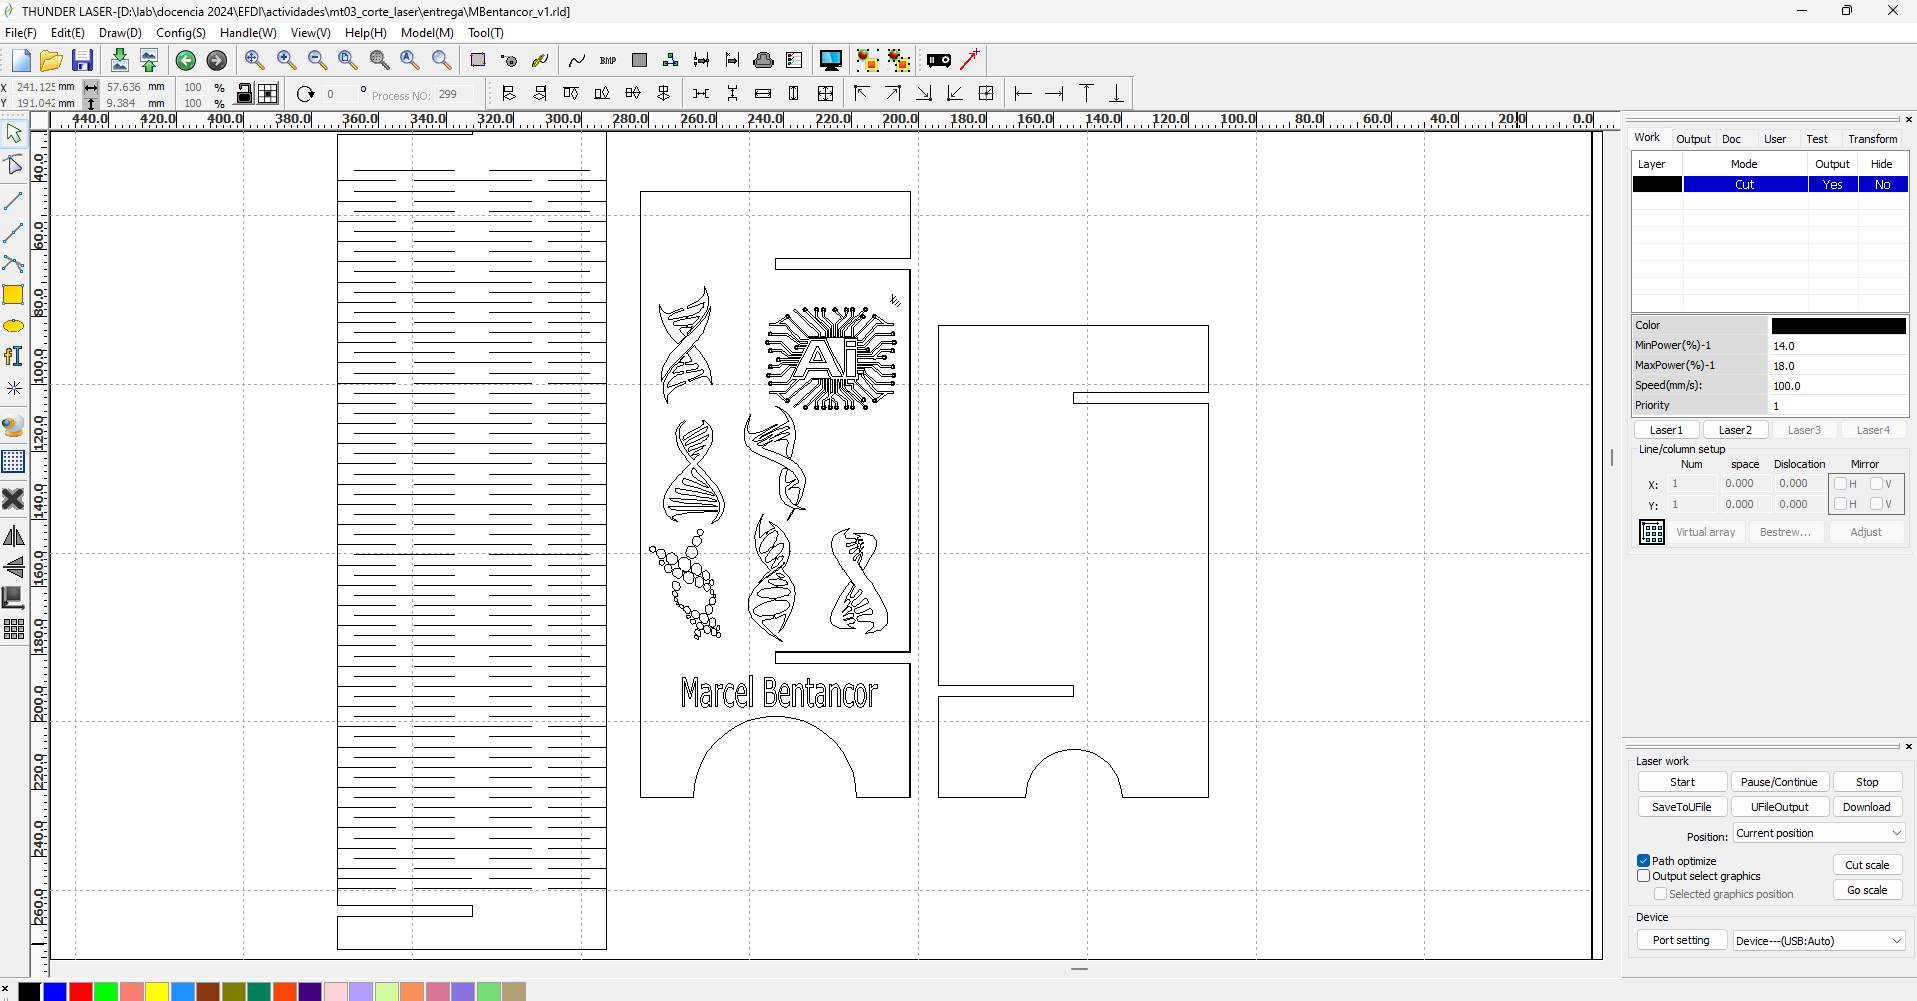 THUNDER LASER-[D:\lab\docencia 2024\EFDI\actividades\mt03_corte_laser\entrega\MBentancor_v1.rld]
File(F) Edit(E) Draw(D) Config(S) Handle(W) View(V) Help(H) Model(M) Tool(T)
BMP
X 241.125 mm 57.636 mm 100 %
Y 191.042 mm 9.384 mm 100 %
0 ° Process NO: 299
440.0 420.0 400.0 380.0 360.0 340.0 320.0 300.0 280.0 260.0 240.0 220.0 200.0 180.0 160.0 140.0 120.0 100.0 80.0 60.0 40.0 20.0 0.0
40.0
60.0
80.0
100.0
120.0
140.0
160.0
180.0
200.0
220.0
240.0
260.0
Ai
Marcel Bentancor
Work Output Doc User Test Transform
Layer Mode Output Hide
Cut Yes No
Color
MinPower(%)-1 14.0
MaxPower(%)-1 18.0
Speed(mm/s): 100.0
Priority 1
Laser1 Laser2 Laser3 Laser4
Line/column setup
Num space Dislocation Mirror
X: 1 0.000 0.000 H V
Y: 1 0.000 0.000 H V
Virtual array Bestrew... Adjust
Laser work
Start Pause/Continue Stop
SaveToUFile UFileOutput Download
Position: Current position
Path optimize
Output select graphics
Selected graphics position
Cut scale
Go scale
Device
Port setting Device---(USB:Auto)